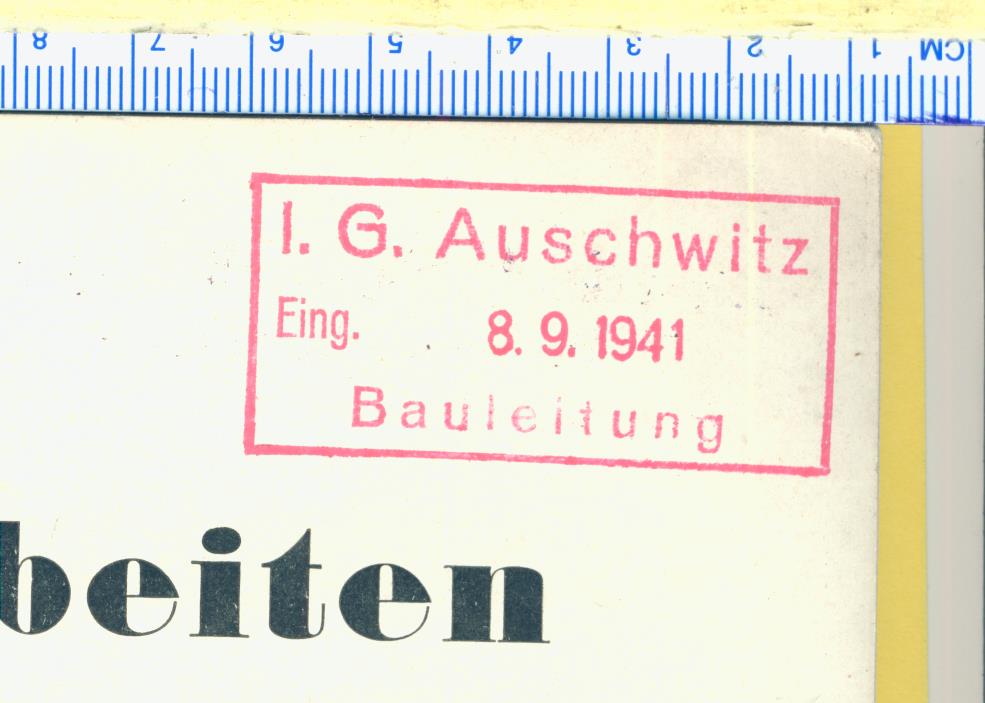 CM 1 2 3 4 5 6 7 8
I. G. Auschwitz
Eing. 8. 9. 1941
Bauleitung
beiten